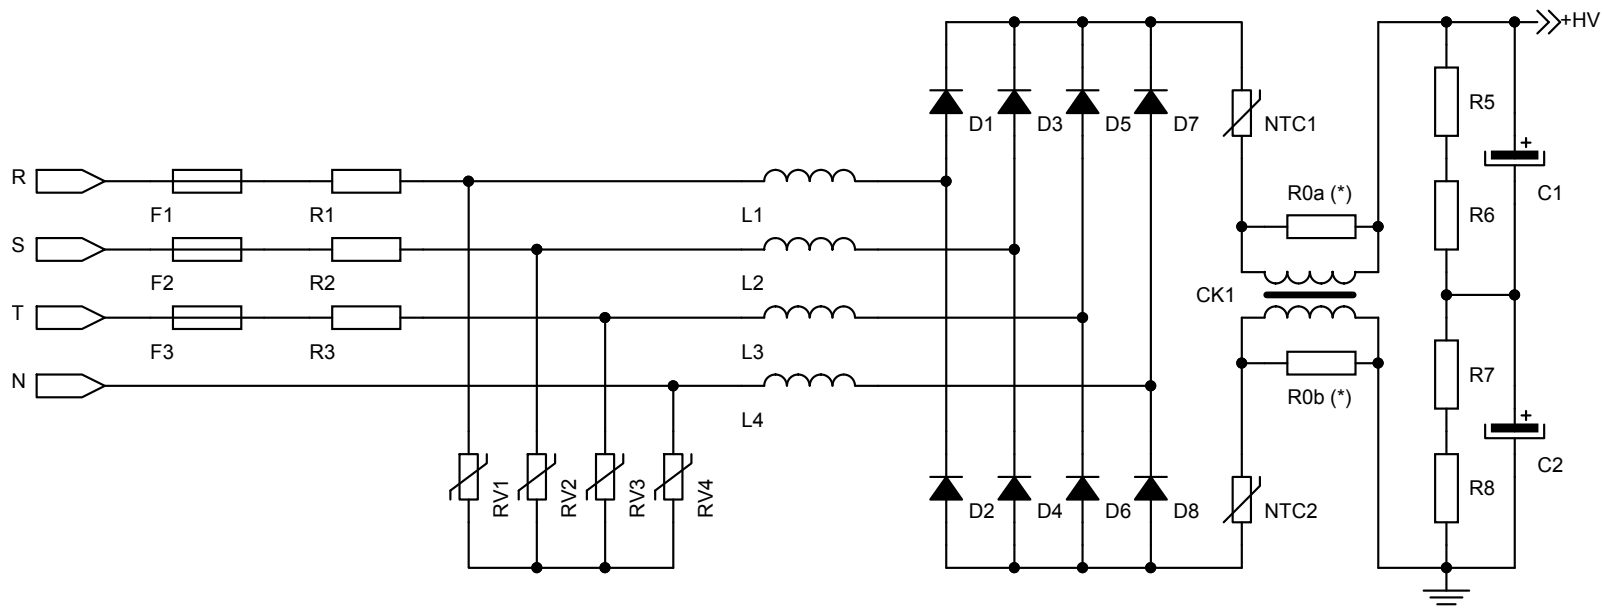 +HV
D1
D3
D5
D7
NTC1
R5
+
C1
R
F1
R1
L1
R0a (*)
R6
S
F2
R2
L2
CK1
T
F3
R3
L3
N
L4
R0b (*)
R7
+
C2
RV1
RV2
RV3
RV4
D2
D4
D6
D8
NTC2
R8